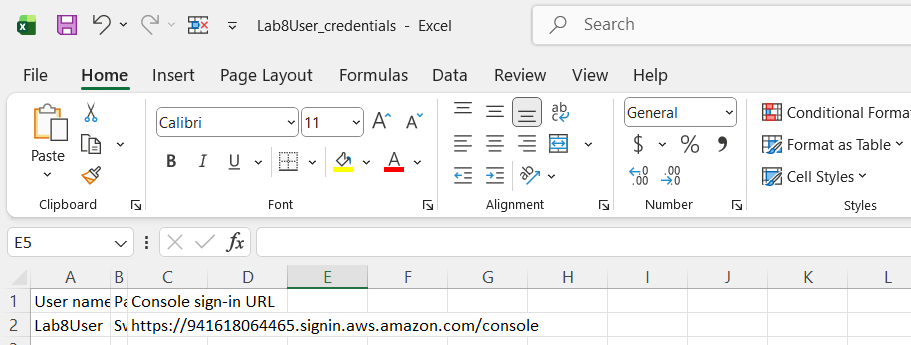 Lab8User_credentials - Excel
Search
File Home Insert Page Layout Formulas Data Review View Help
Paste
Calibri 11 A^ A˅
B I U A
ab
General
$ % ,
←0 .00 .00 →0
Conditional Forma
Format as Table
Cell Styles
Clipboard Font Alignment Number Styles
E5 fx
A B C D E F G H I J K L
1 User name Pa Console sign-in URL
2 Lab8User Sv https://941618064465.signin.aws.amazon.com/console